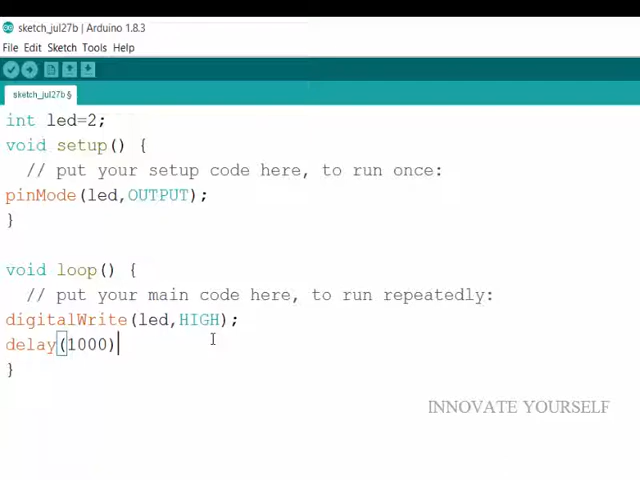 sketch_jul27b | Arduino 1.8.3
File Edit Sketch Tools Help
sketch_jul27b §
int led=2;
void setup() {
// put your setup code here, to run once:
pinMode(led,OUTPUT);
}
void loop() {
// put your main code here, to run repeatedly:
digitalWrite(led,HIGH);
delay(1000)
}
INNOVATE YOURSELF